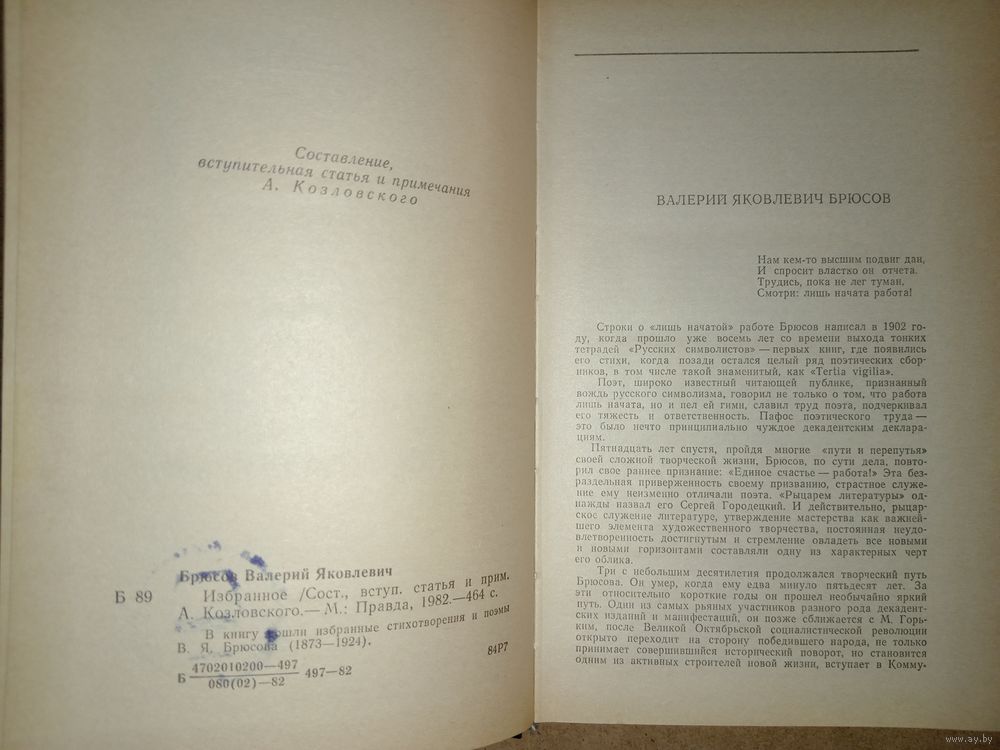 Составление,
вступительная статья и примечания
А. Козловского
Брюсов Валерий Яковлевич
Б 89
Избранное /Сост., вступ. статья и прим.
А. Козловского.— М.: Правда, 1982.—464 с.
В книгу вошли избранные стихотворения и поэмы
В. Я. Брюсова (1873—1924).
84Р7
Б 4702010200—497
080(02)—82
497—82
ВАЛЕРИЙ ЯКОВЛЕВИЧ БРЮСОВ
Нам кем-то высшим подвиг дан,
И спросит властно он отчета.
Трудись, пока не лег туман,
Смотри: лишь начата работа!
Строки о «лишь начатой» работе Брюсов написал в 1902 го-
ду, когда прошло уже восемь лет со времени выхода тонких
тетрадей «Русских символистов» — первых книг, где появились
его стихи, когда позади остался целый ряд поэтических сбор-
ников, в том числе такой знаменитый, как «Tertia vigilia».
Поэт, широко известный читающей публике, признанный
вождь русского символизма, говорил не только о том, что работа
лишь начата, но и пел ей гимн, славил труд поэта, подчеркивал
его тяжесть и ответственность. Пафос поэтического труда —
это было нечто принципиально чуждое декадентским деклара-
циям.
Пятнадцать лет спустя, пройдя многие «пути и перепутья»
своей сложной творческой жизни, Брюсов, по сути дела, повто-
рил свое раннее признание: «Единое счастье — работа!» Эта без-
раздельная приверженность своему призванию, страстное служе-
ние ему неизменно отличали поэта. «Рыцарем литературы» од-
нажды назвал его Сергей Городецкий. И действительно, рыцар-
ское служение литературе, утверждение мастерства как важней-
шего элемента художественного творчества, постоянная неудо-
влетворенность достигнутым и стремление овладеть все новыми
и новыми горизонтами составляли одну из характерных черт
его облика.
Три с небольшим десятилетия продолжался творческий путь
Брюсова. Он умер, когда ему едва минуло пятьдесят лет. За
эти относительно короткие годы он прошел необычайно яркий
путь. Один из самых рьяных участников разного рода декадент-
ских изданий и манифестаций, он позже сближается с М. Горь-
ким, после Великой Октябрьской социалистической революции
открыто переходит на сторону победившего народа, не только
принимает совершившийся исторический поворот, но становится
одним из активных строителей новой жизни, вступает в Комму-
www.ay.by